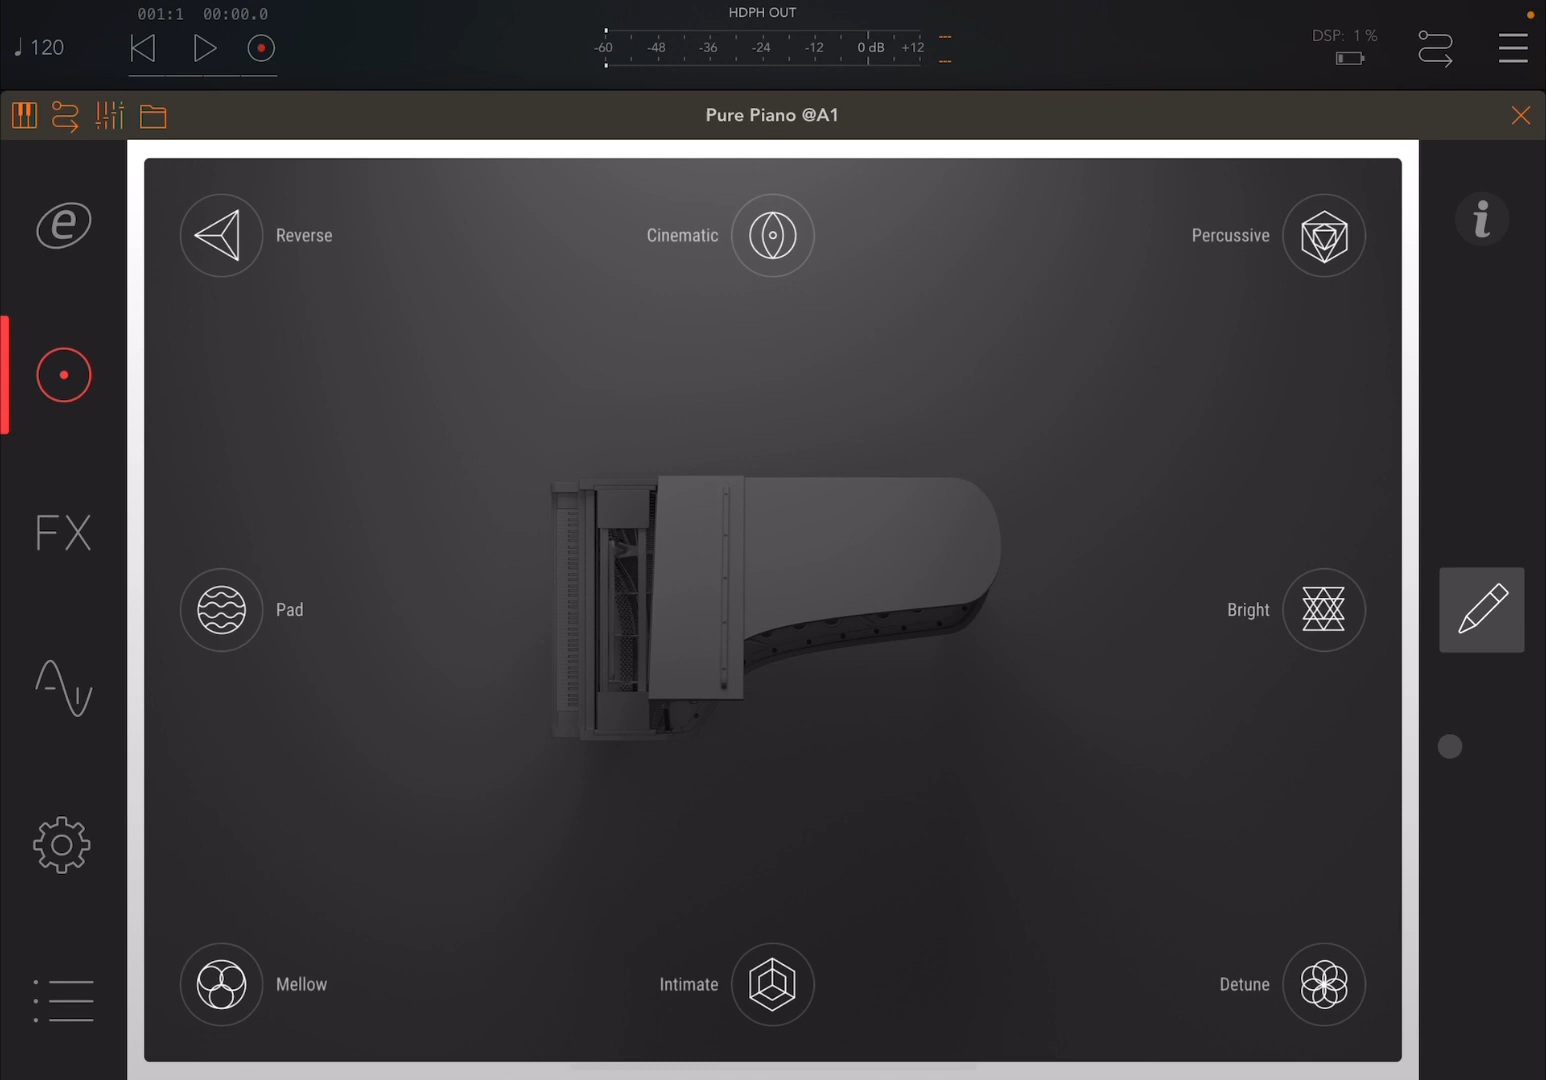 001:1 00:00.0
HDPH OUT
120
-60 -48 -36 -24 -12 0 dB +12
DSP: 1 %
Pure Piano @A1
e
i
Reverse
Cinematic
Percussive
FX
Pad
Bright
Mellow
Intimate
Detune